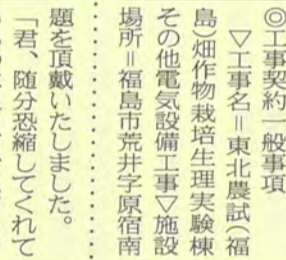 ◎工事契約一般事項
▽工事名＝東北農試（福
島）畑作物栽培生理実験棟
その他電気設備工事▽施設
場所＝福島市荒井字原宿南
題を頂戴いたしました。
「君、随分恐縮してくれて